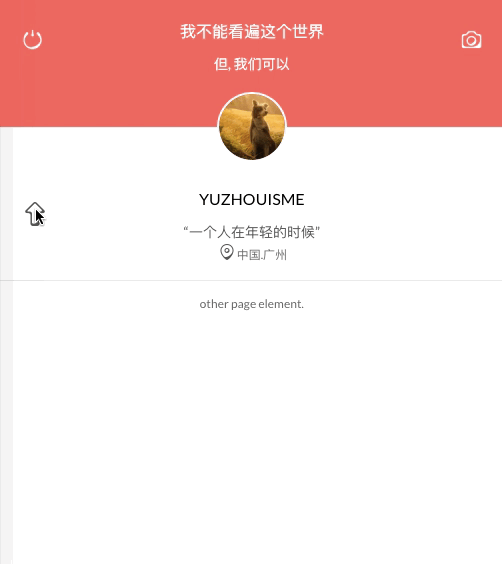 我不能看遍这个世界
但, 我们可以
YUZHOUISME
“一个人在年轻的时候”
中国.广州
other page element.